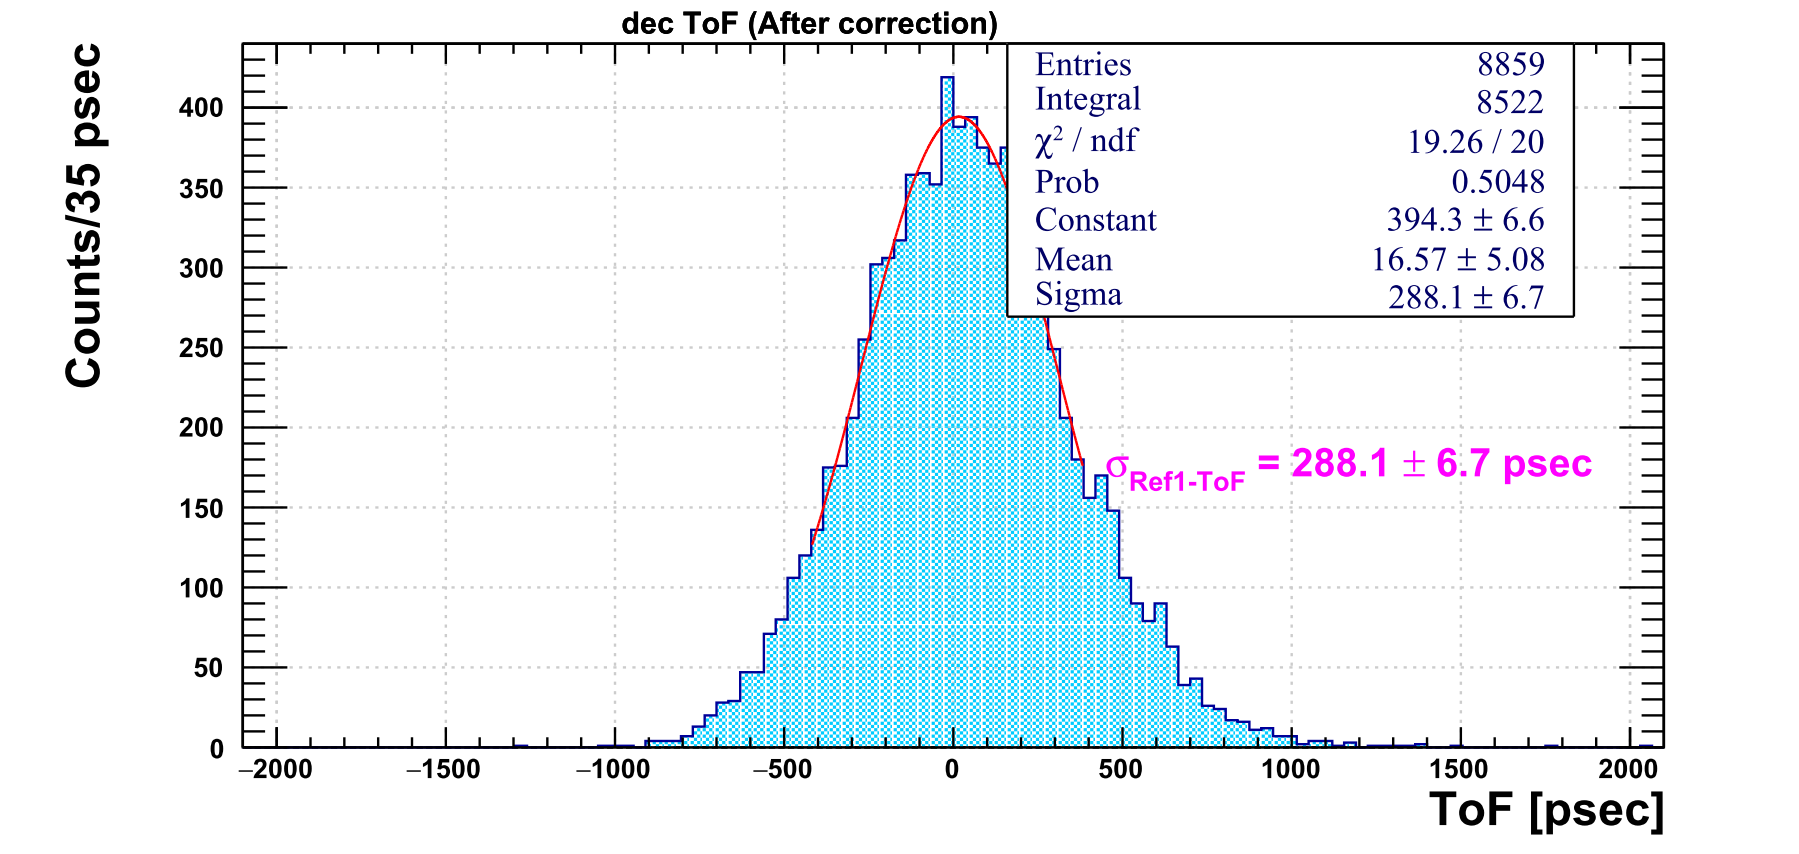 dec ToF (After correction)
Counts/35 psec
Entries 8859
Integral 8522
χ² / ndf 19.26 / 20
Prob 0.5048
Constant 394.3 ± 6.6
Mean 16.57 ± 5.08
Sigma 288.1 ± 6.7
400
350
300
250
200
150
100
50
0
σRef1-ToF = 288.1 ± 6.7 psec
−2000 −1500 −1000 −500 0 500 1000 1500 2000
ToF [psec]